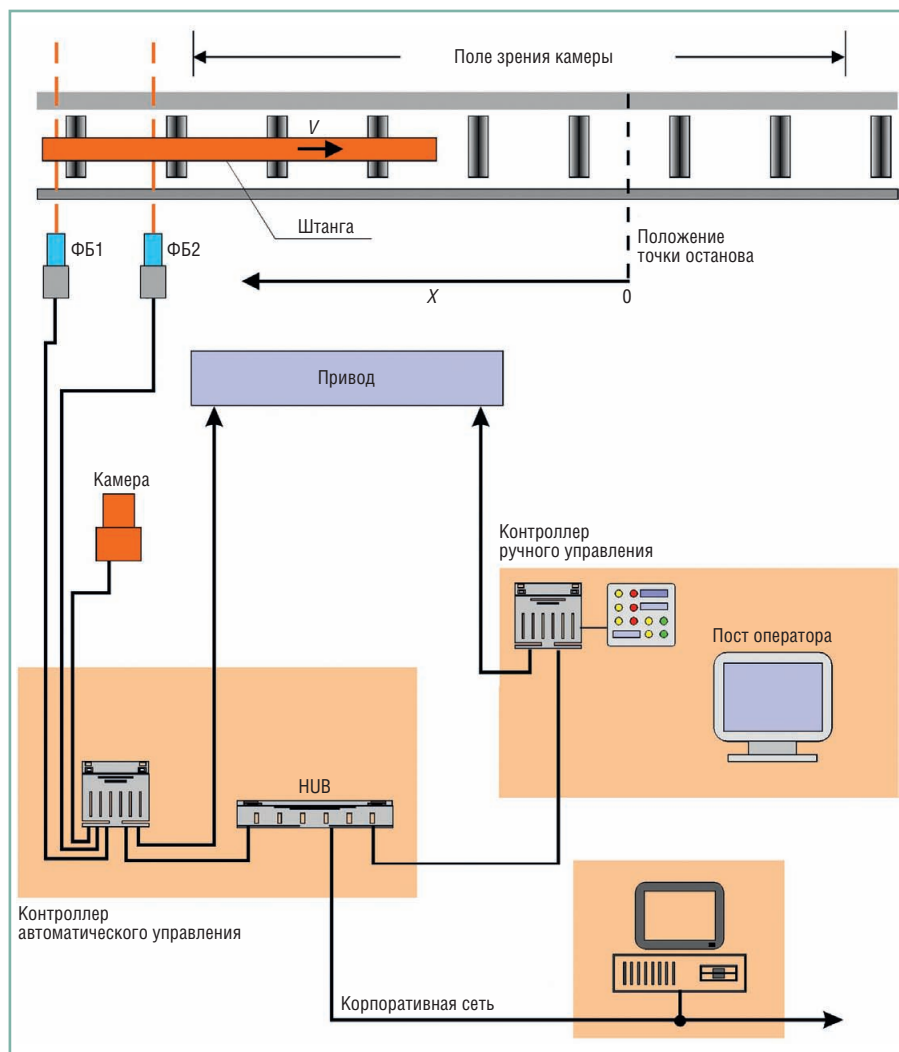 Поле зрения камеры
V
Штанга
ФБ1
ФБ2
Положение
точки останова
X
0
Привод
Камера
Контроллер
ручного управления
Пост оператора
HUB
Контроллер
автоматического управления
Корпоративная сеть